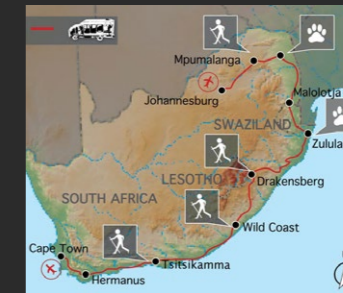 Mpumalanga
Johannesburg
Malolotja
SWAZILAND
Zulula
LESOTHO
Drakensberg
SOUTH AFRICA
Wild Coast
Cape Town
Tsitsikamma
Hermanus